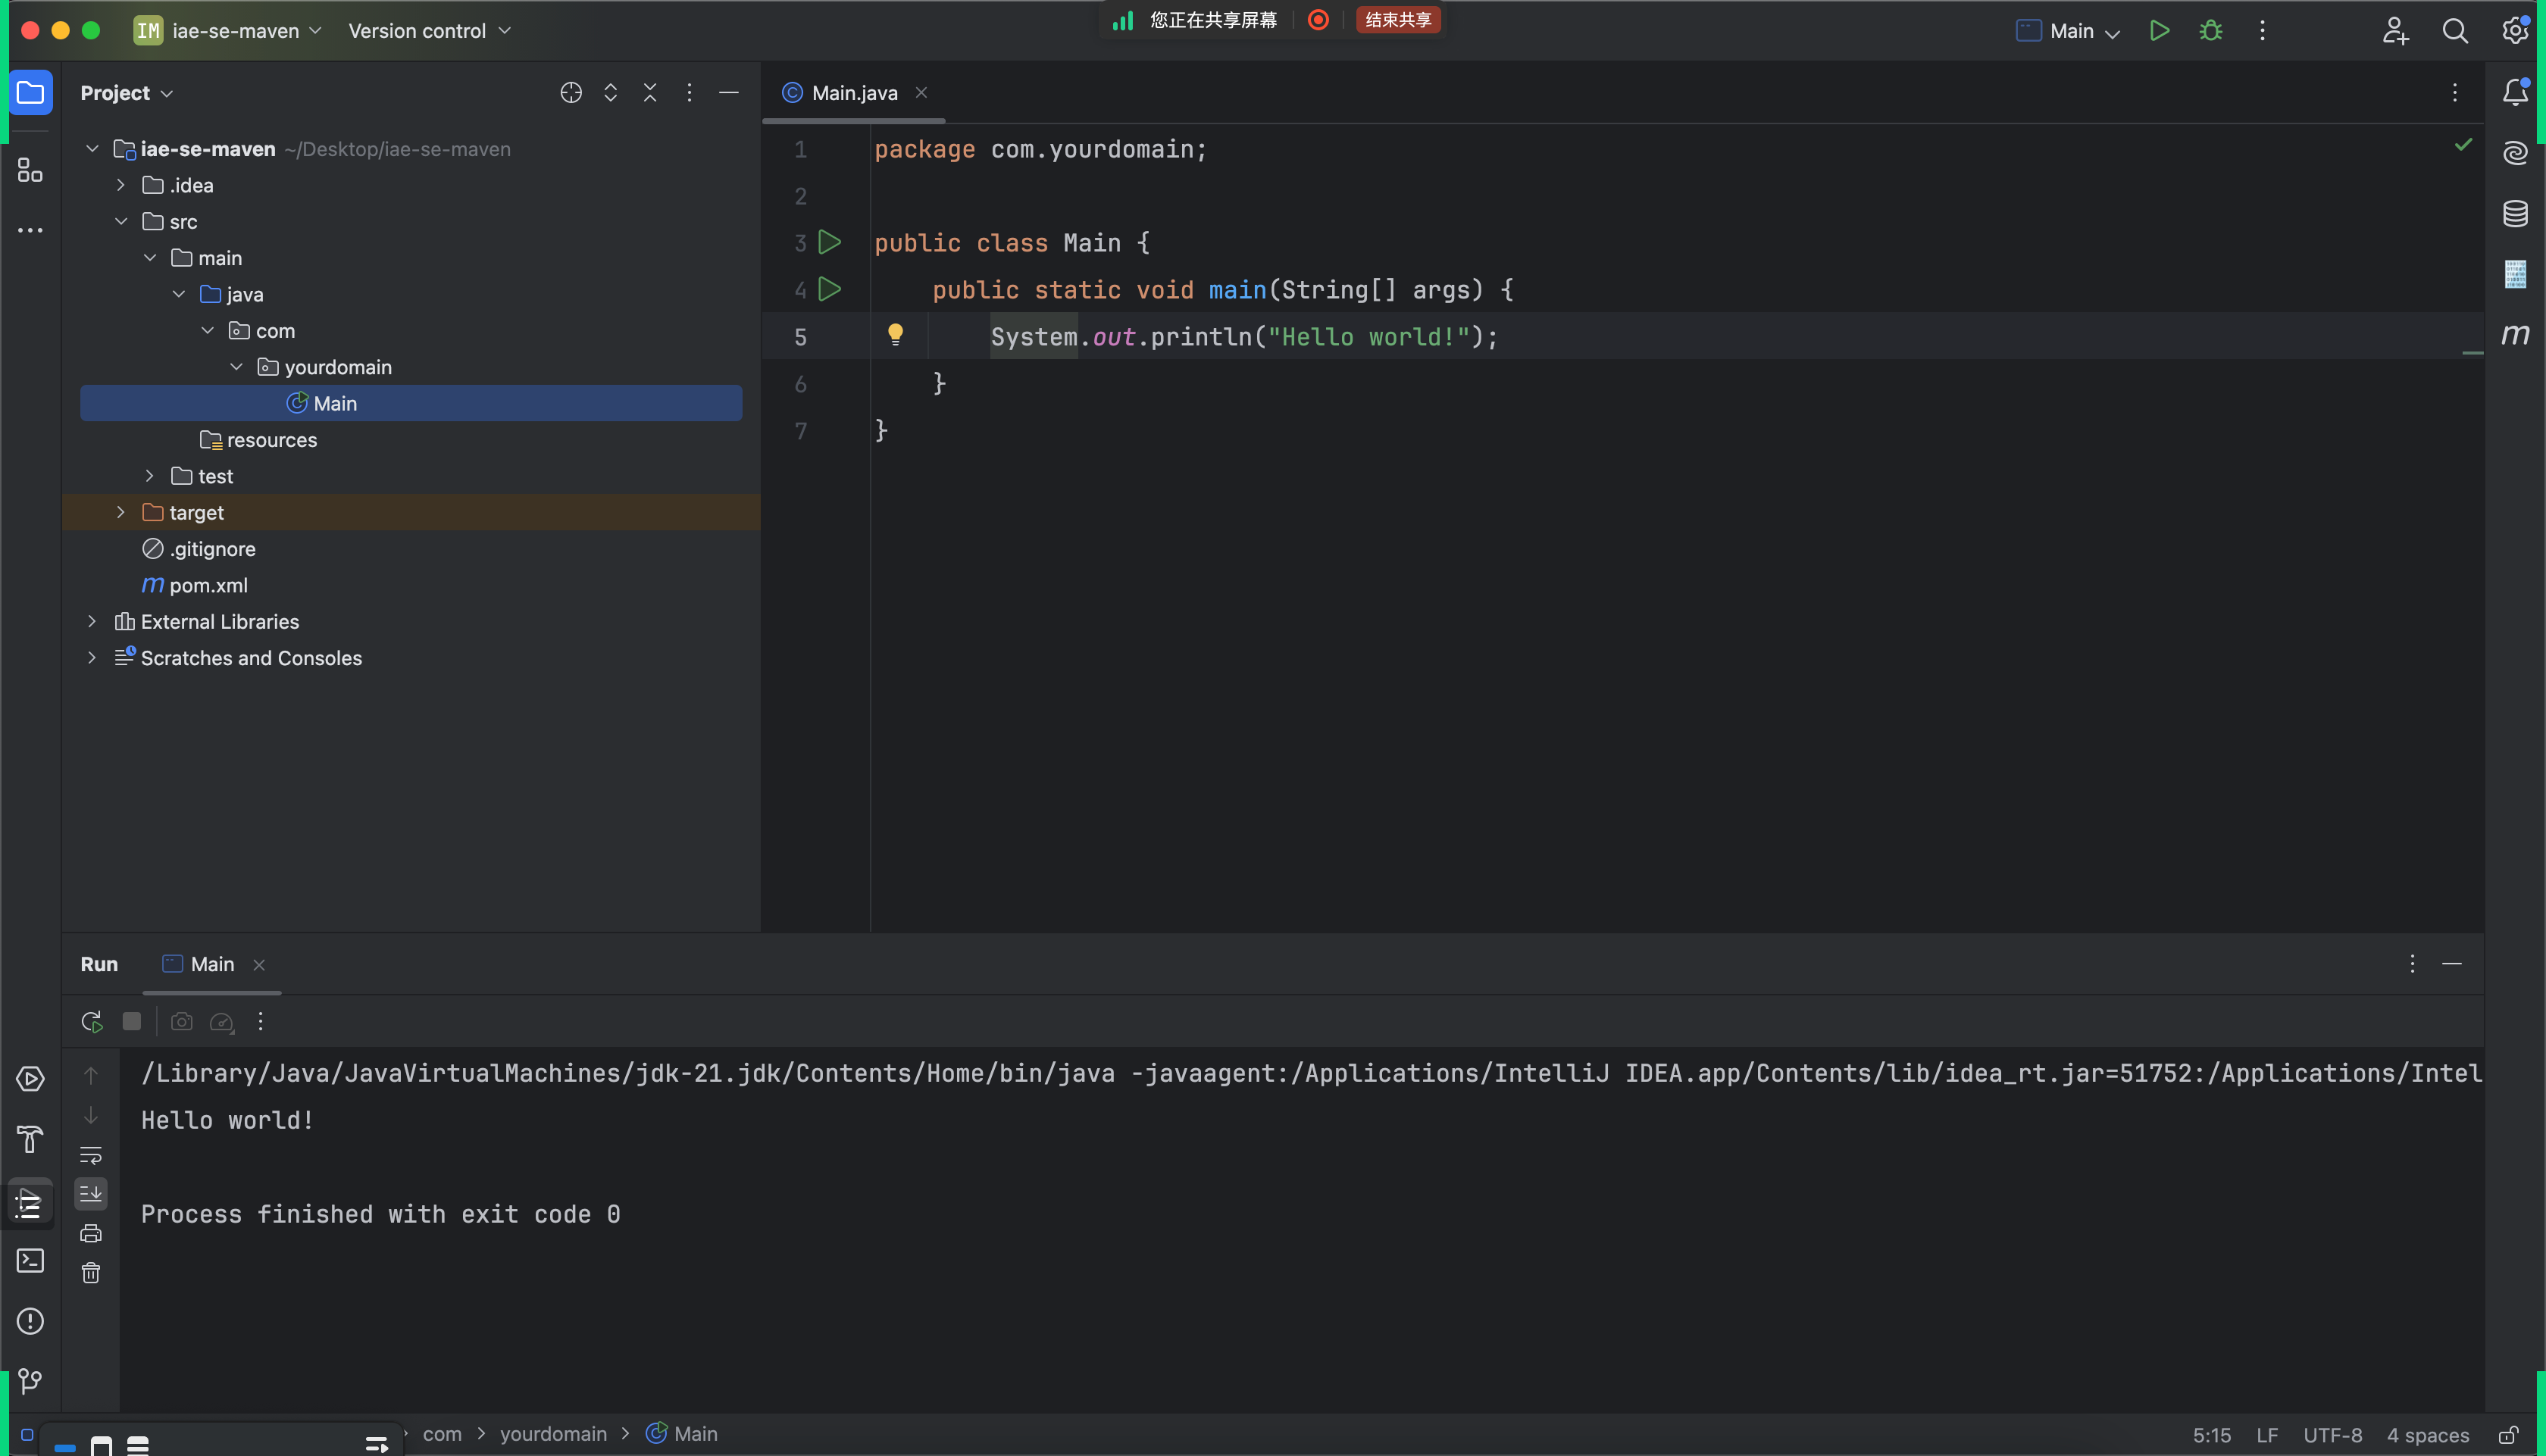 IM iae-se-maven Version control 您正在共享屏幕 结束共享 Main
Project
Main.java
iae-se-maven ~/Desktop/iae-se-maven
.idea
src
main
java
com
yourdomain
Main
resources
test
target
.gitignore
pom.xml
External Libraries
Scratches and Consoles
1 package com.yourdomain;
2
3 public class Main {
4 public static void main(String[] args) {
5 System.out.println("Hello world!");
6 }
7 }
Run Main
/Library/Java/JavaVirtualMachines/jdk-21.jdk/Contents/Home/bin/java -javaagent:/Applications/IntelliJ IDEA.app/Contents/lib/idea_rt.jar=51752:/Applications/Intel
Hello world!
Process finished with exit code 0
com > yourdomain > Main 5:15 LF UTF-8 4 spaces